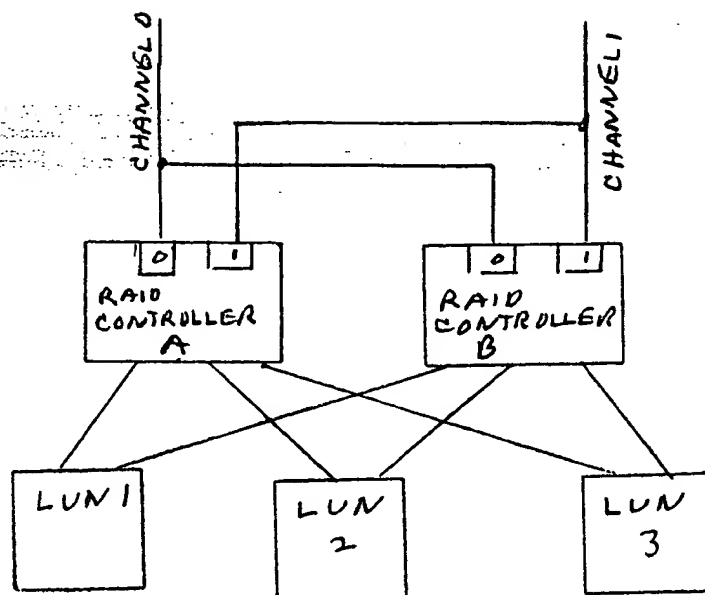 CHANNEL 0
CHANNEL 1
0
1
RAID
CONTROLLER
A
0
1
RAID
CONTROLLER
B
LUN 1
LUN
2
LUN
3